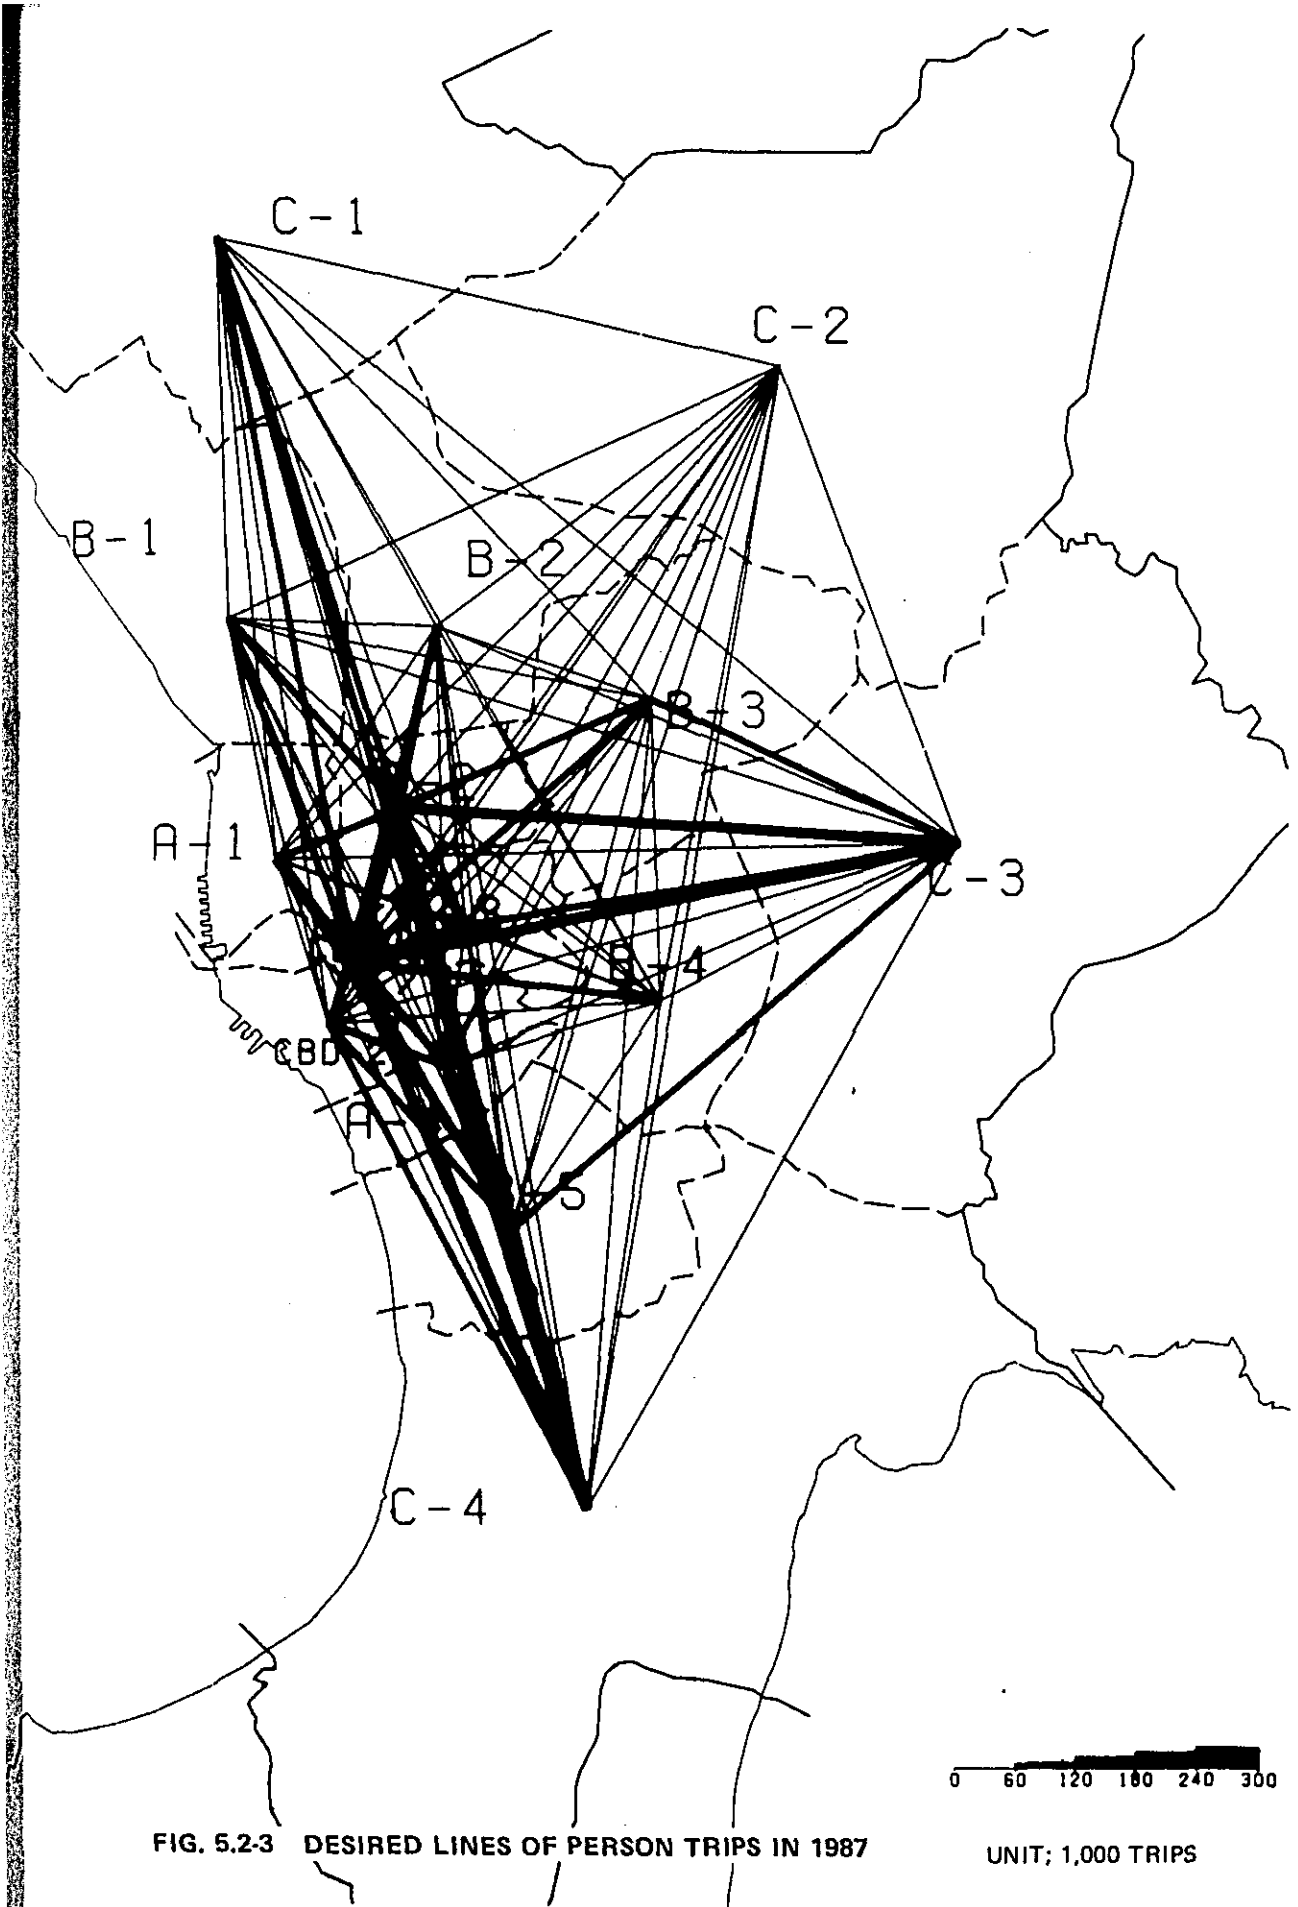 C-1
C-2
B-1
B-2
B-3
A-1
C-3
B-4
CBD
A-
C-4
0 60 120 180 240 300
FIG. 5.2-3 DESIRED LINES OF PERSON TRIPS IN 1987
UNIT; 1,000 TRIPS